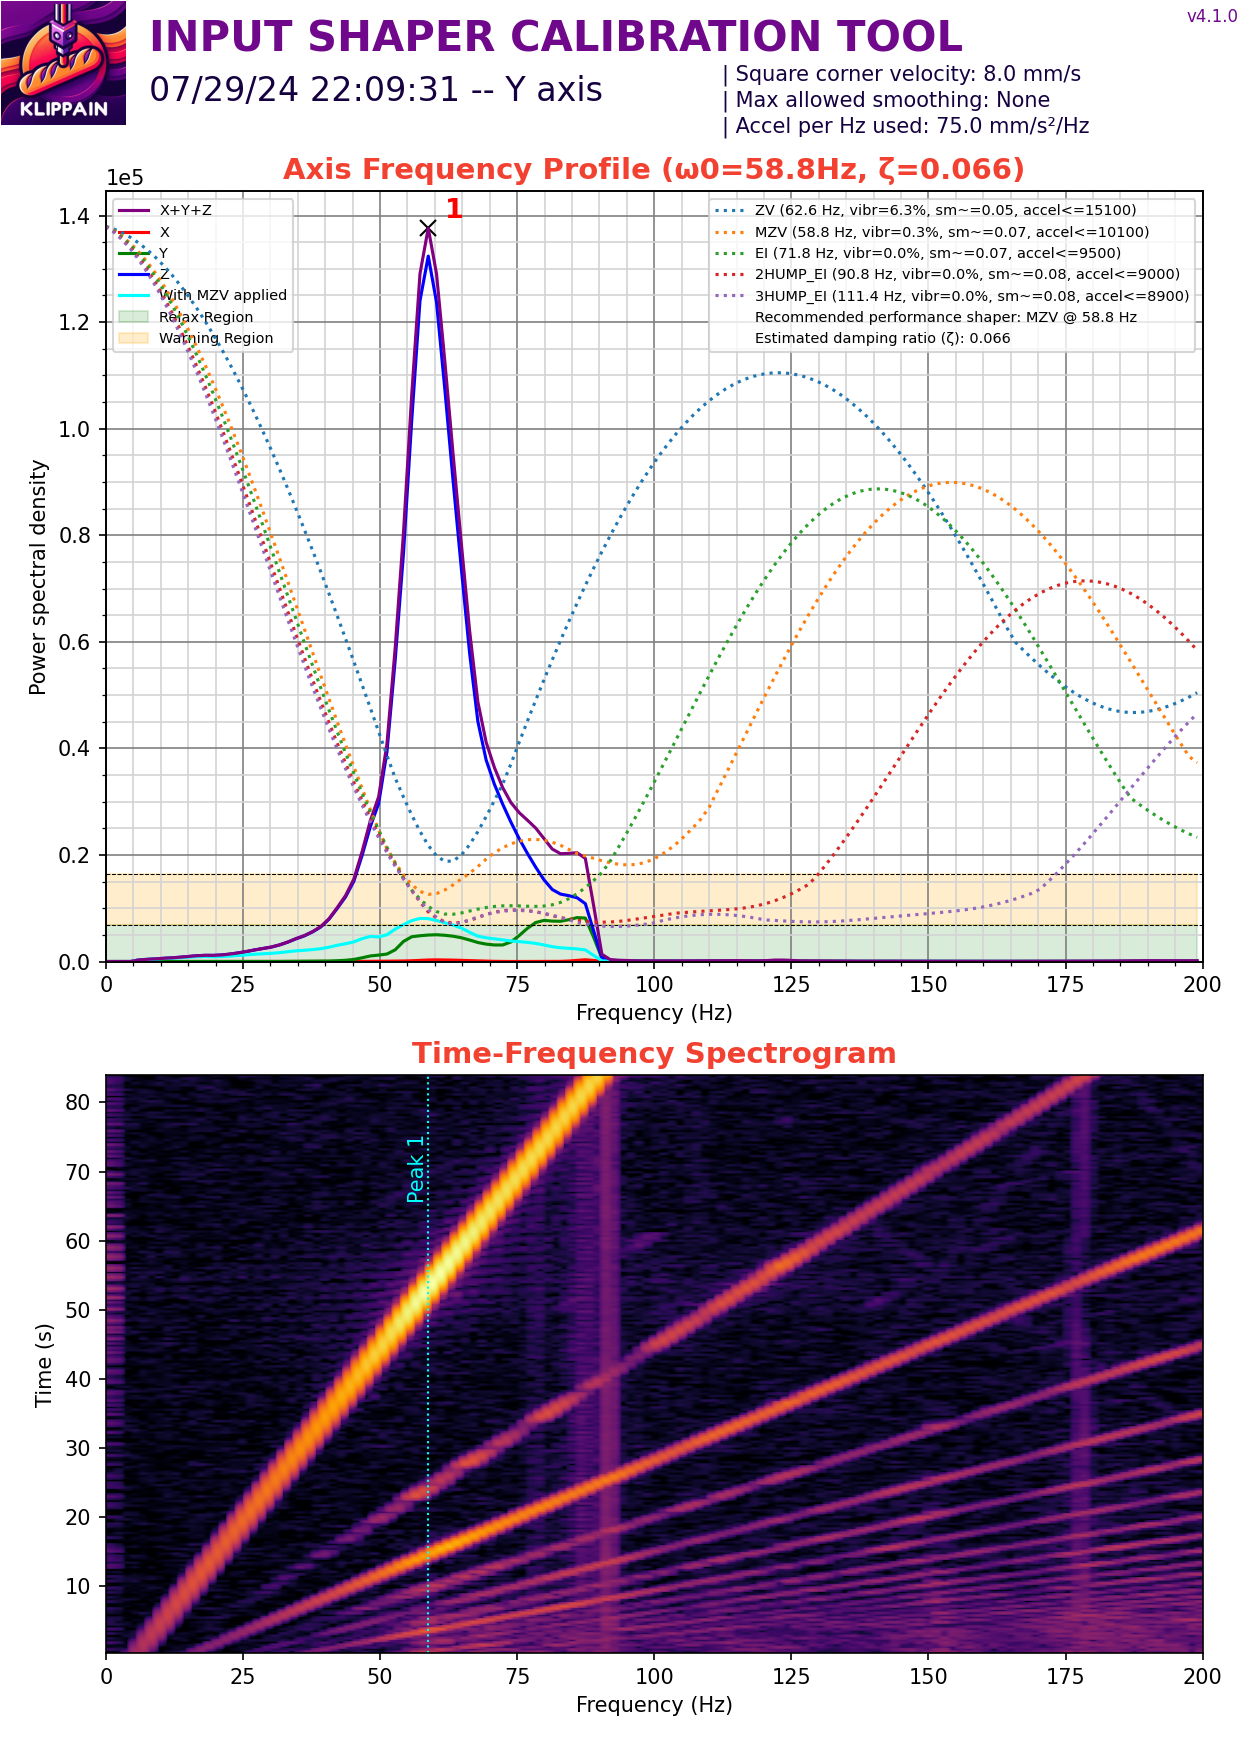 KLIPPAIN
INPUT SHAPER CALIBRATION TOOL
v4.1.0
07/29/24 22:09:31 -- Y axis
| Square corner velocity: 8.0 mm/s
| Max allowed smoothing: None
| Accel per Hz used: 75.0 mm/s²/Hz
Axis Frequency Profile (ω0=58.8Hz, ζ=0.066)
1e5
X+Y+Z
X
Y
Z
With MZV applied
Relax Region
Warning Region
1
ZV (62.6 Hz, vibr=6.3%, sm~=0.05, accel<=15100)
MZV (58.8 Hz, vibr=0.3%, sm~=0.07, accel<=10100)
EI (71.8 Hz, vibr=0.0%, sm~=0.07, accel<=9500)
2HUMP_EI (90.8 Hz, vibr=0.0%, sm~=0.08, accel<=9000)
3HUMP_EI (111.4 Hz, vibr=0.0%, sm~=0.08, accel<=8900)
Recommended performance shaper: MZV @ 58.8 Hz
Estimated damping ratio (ζ): 0.066
Power spectral density
1.4
1.2
1.0
0.8
0.6
0.4
0.2
0.0
0 25 50 75 100 125 150 175 200
Frequency (Hz)
Time-Frequency Spectrogram
Time (s)
80
70
60
50
40
30
20
10
Peak 1
0 25 50 75 100 125 150 175 200
Frequency (Hz)